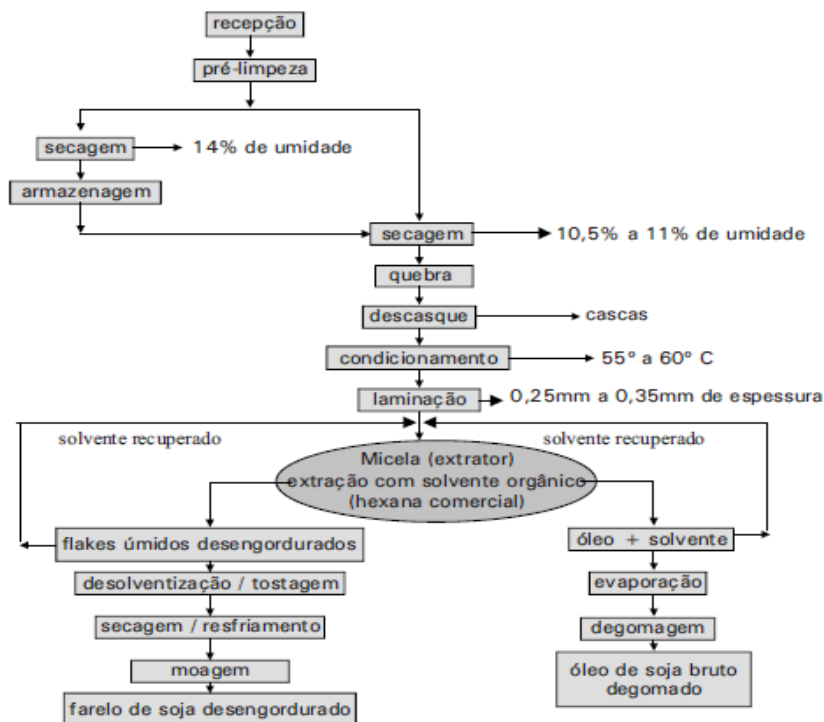 recepção
pré-limpeza
secagem
14% de umidade
armazenagem
secagem
10,5% a 11% de umidade
quebra
descasque
cascas
condicionamento
55º a 60º C
laminação
0,25mm a 0,35mm de espessura
solvente recuperado
solvente recuperado
Micela (extrator)
extração com solvente orgânico
(hexana comercial)
flakes úmidos desengordurados
óleo + solvente
desolventização / tostagem
evaporação
secagem / resfriamento
degomagem
moagem
óleo de soja bruto
degomado
farelo de soja desengordurado